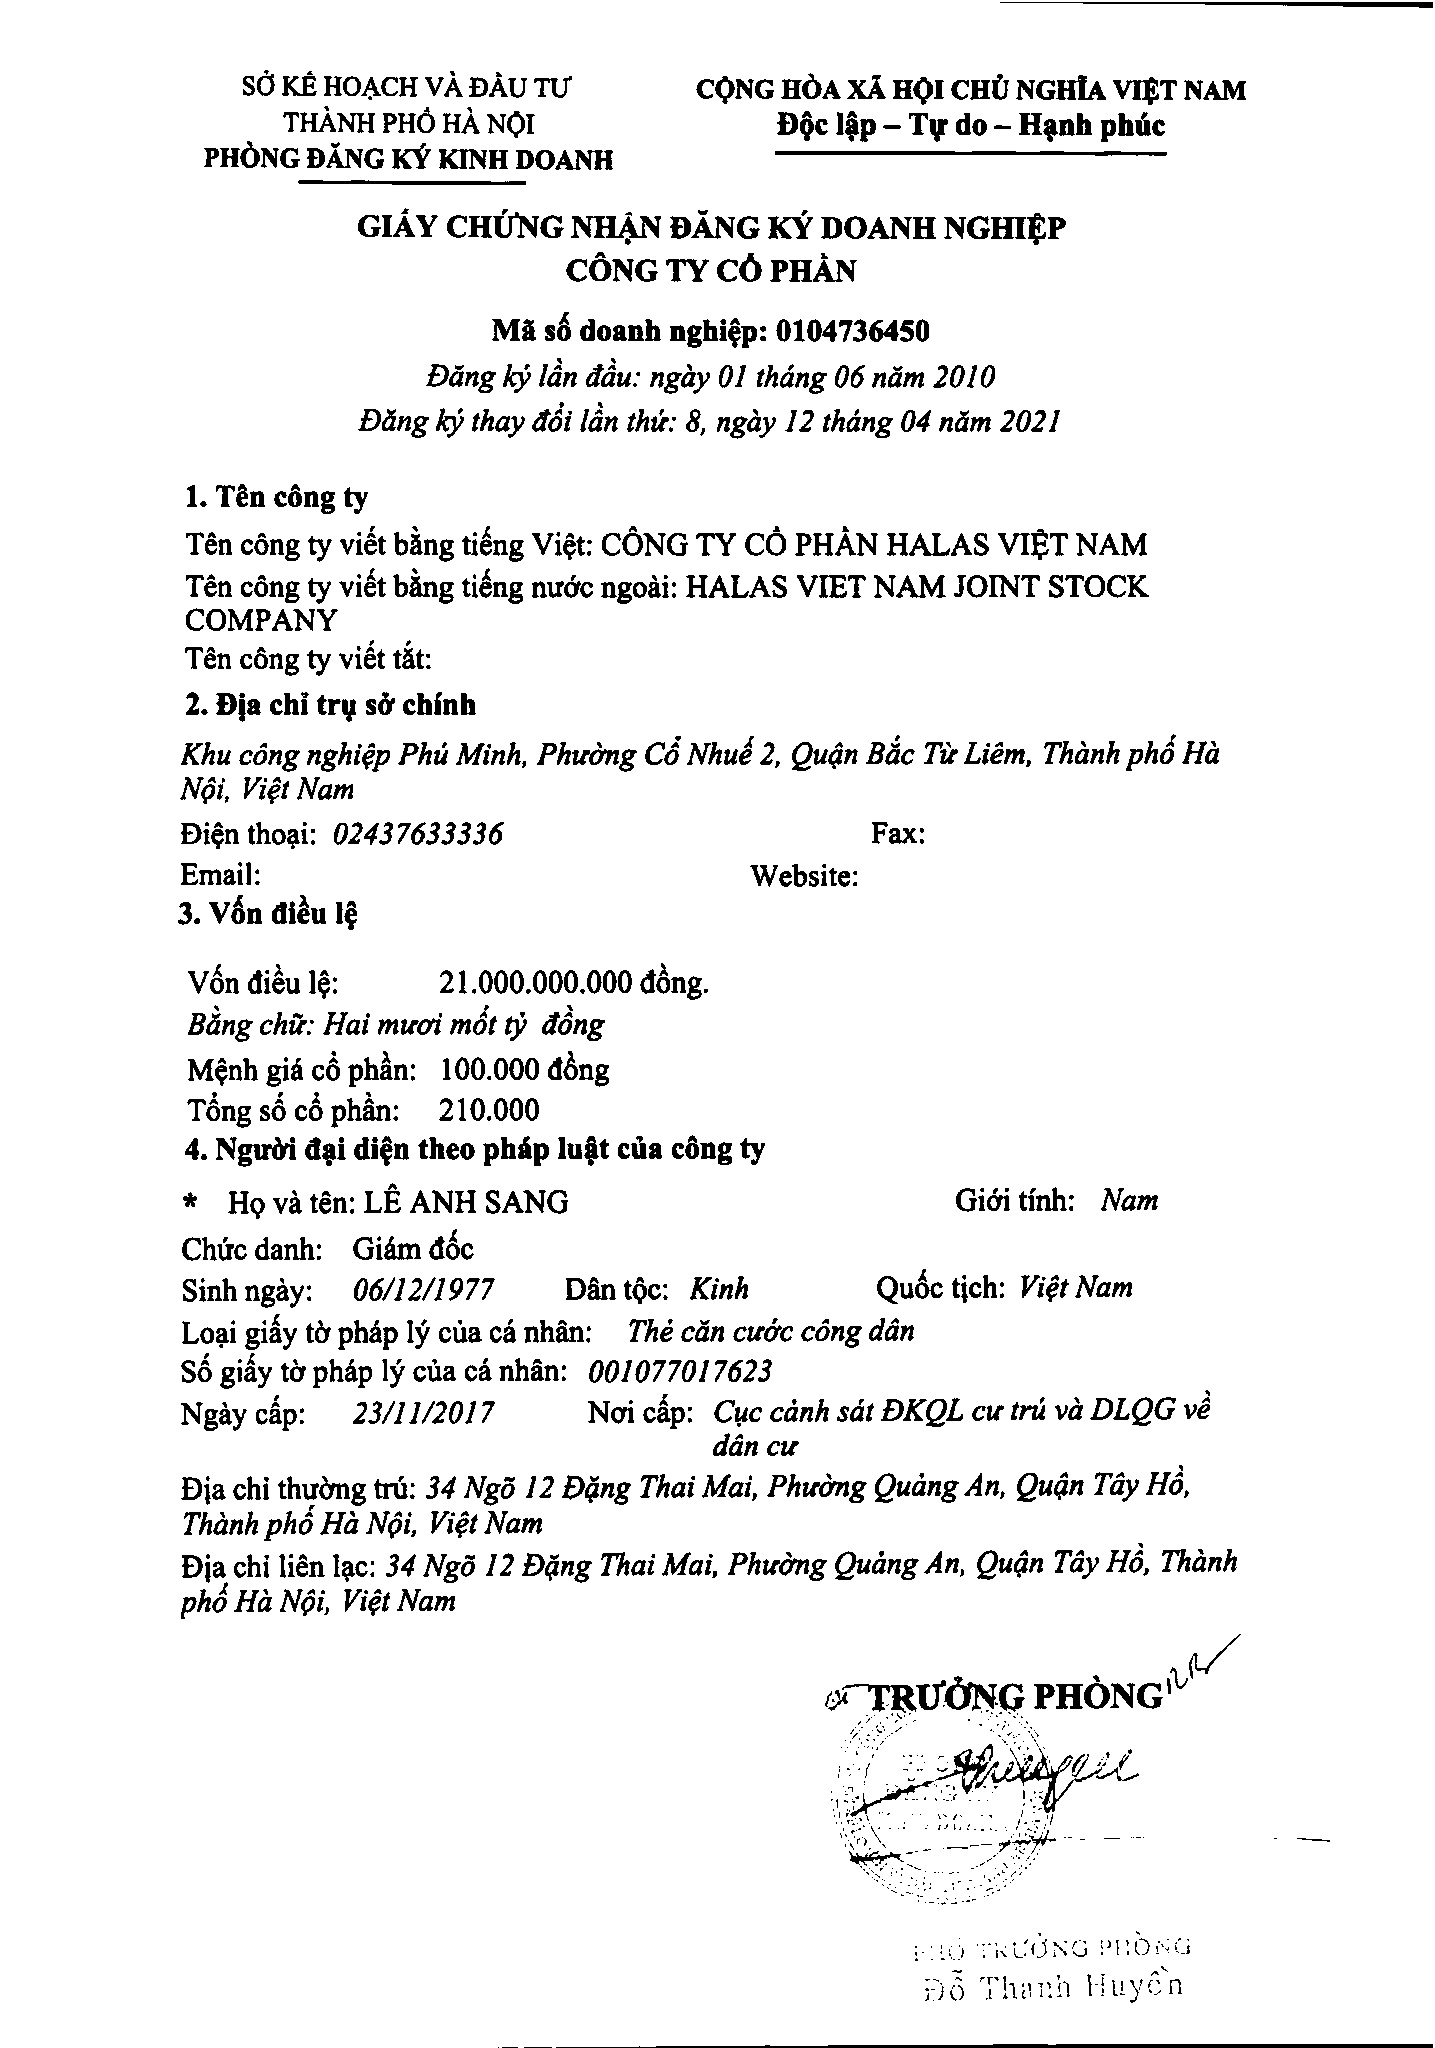 SỞ KẾ HOẠCH VÀ ĐẦU TƯ
THÀNH PHỐ HÀ NỘI
PHÒNG ĐĂNG KÝ KINH DOANH
CỘNG HÒA XÃ HỘI CHỦ NGHĨA VIỆT NAM
Độc lập – Tự do – Hạnh phúc
GIẤY CHỨNG NHẬN ĐĂNG KÝ DOANH NGHIỆP
CÔNG TY CỔ PHẦN
Mã số doanh nghiệp: 0104736450
Đăng ký lần đầu: ngày 01 tháng 06 năm 2010
Đăng ký thay đổi lần thứ: 8, ngày 12 tháng 04 năm 2021
1. Tên công ty
Tên công ty viết bằng tiếng Việt: CÔNG TY CỔ PHẦN HALAS VIỆT NAM
Tên công ty viết bằng tiếng nước ngoài: HALAS VIET NAM JOINT STOCK
COMPANY
Tên công ty viết tắt:
2. Địa chỉ trụ sở chính
Khu công nghiệp Phú Minh, Phường Cổ Nhuế 2, Quận Bắc Từ Liêm, Thành phố Hà
Nội, Việt Nam
Điện thoại: 02437633336 Fax:
Email: Website:
3. Vốn điều lệ
Vốn điều lệ: 21.000.000.000 đồng.
Bằng chữ: Hai mươi mốt tỷ đồng
Mệnh giá cổ phần: 100.000 đồng
Tổng số cổ phần: 210.000
4. Người đại diện theo pháp luật của công ty
* Họ và tên: LÊ ANH SANG Giới tính: Nam
Chức danh: Giám đốc
Sinh ngày: 06/12/1977 Dân tộc: Kinh Quốc tịch: Việt Nam
Loại giấy tờ pháp lý của cá nhân: Thẻ căn cước công dân
Số giấy tờ pháp lý của cá nhân: 001077017623
Ngày cấp: 23/11/2017 Nơi cấp: Cục cảnh sát ĐKQL cư trú và DLQG về
dân cư
Địa chỉ thường trú: 34 Ngõ 12 Đặng Thai Mai, Phường Quảng An, Quận Tây Hồ,
Thành phố Hà Nội, Việt Nam
Địa chỉ liên lạc: 34 Ngõ 12 Đặng Thai Mai, Phường Quảng An, Quận Tây Hồ, Thành
phố Hà Nội, Việt Nam
TRƯỞNG PHÒNG
PHÓ TRƯỞNG PHÒNG
Đỗ Thanh Huyền